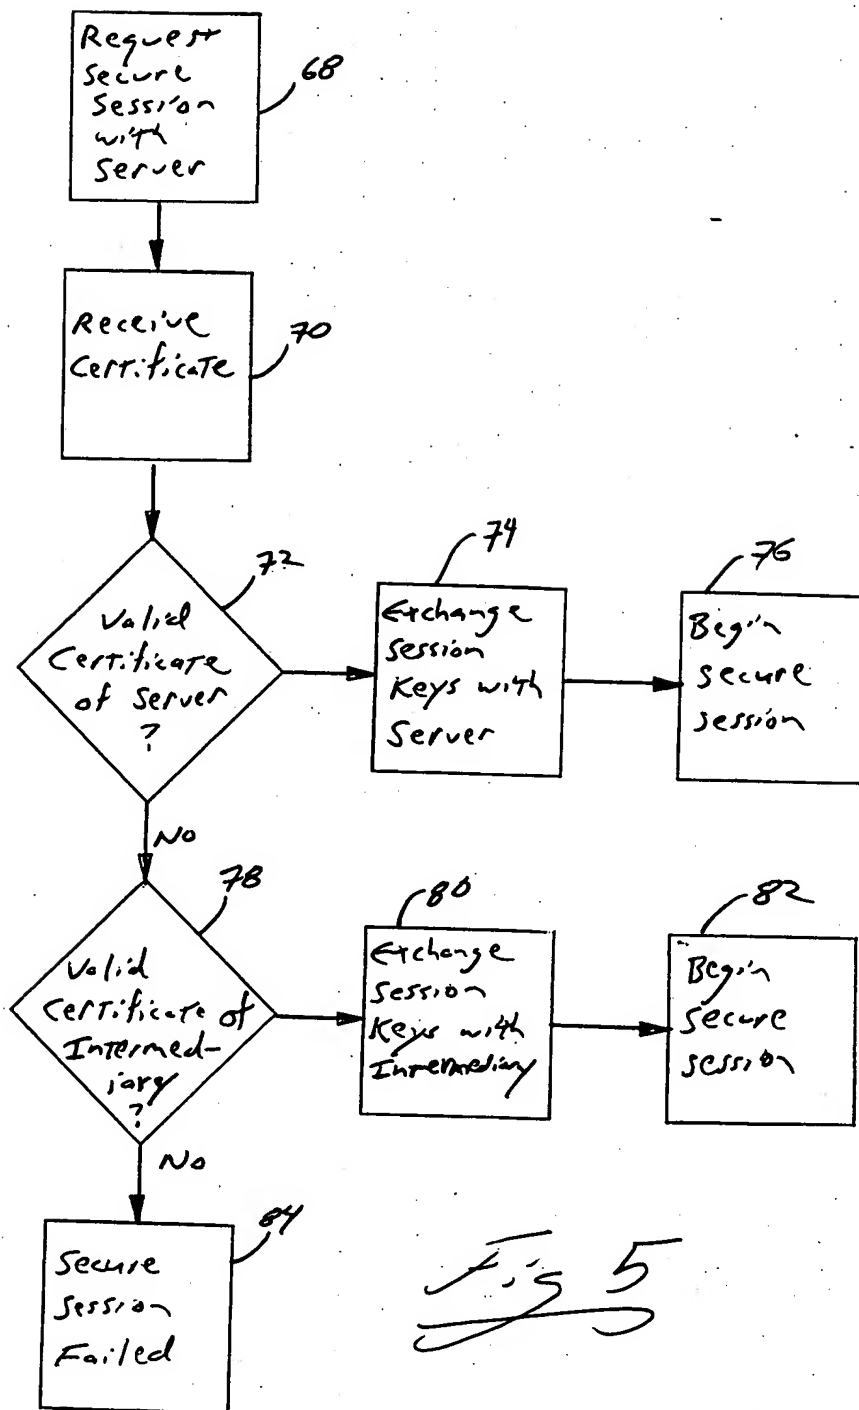 Request
Secure
Session
with
Server
68
Receive
Certificate
70
72
Valid
Certificate
of Server
?
74
Exchange
Session
Keys with
Server
76
Begin
secure
session
No
78
Valid
Certificate of
Intermed-
iary
?
80
Exchange
Session
Keys with
Intermediary
82
Begin
Secure
session
No
84
Secure
Session
Failed
Fig 5